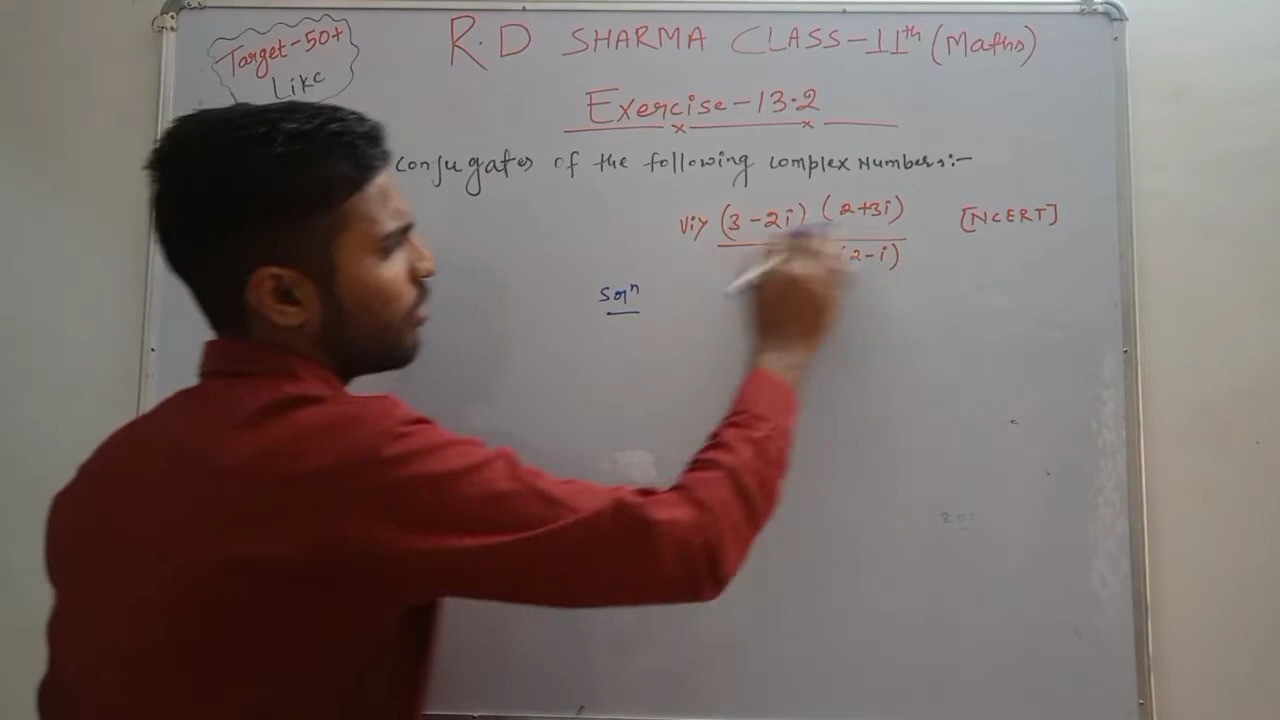 Target-50+
Like
R.D SHARMA CLASS-11th (Maths)
Exercise-13.2
conjugates of the following complex Numbers:-
vi) (3-2i) (2+3i) [NCERT]
(2-i)
Solⁿ